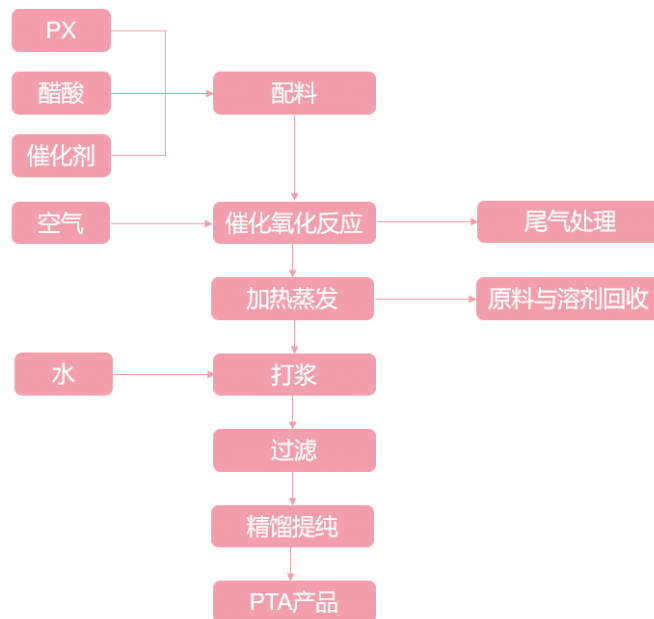 PX
醋酸
配料
催化剂
空气
催化氧化反应
尾气处理
加热蒸发
原料与溶剂回收
水
打浆
过滤
精馏提纯
PTA产品